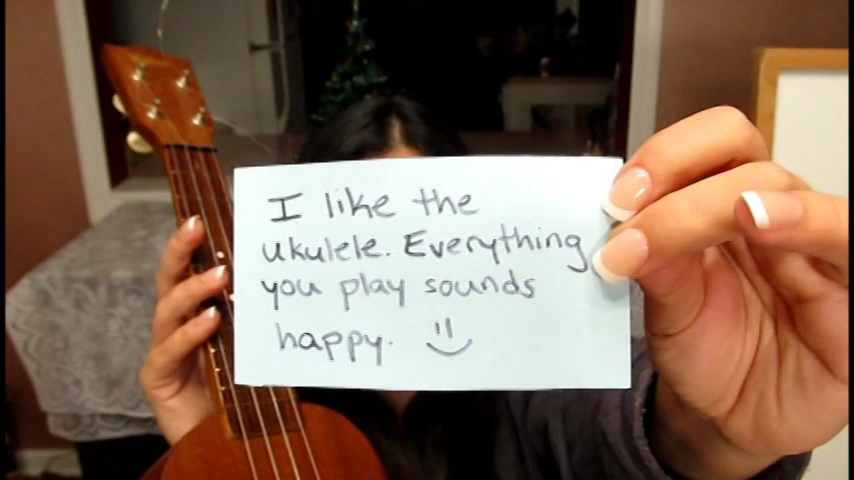 I like the
ukulele. Everything
you play sounds
happy. :)